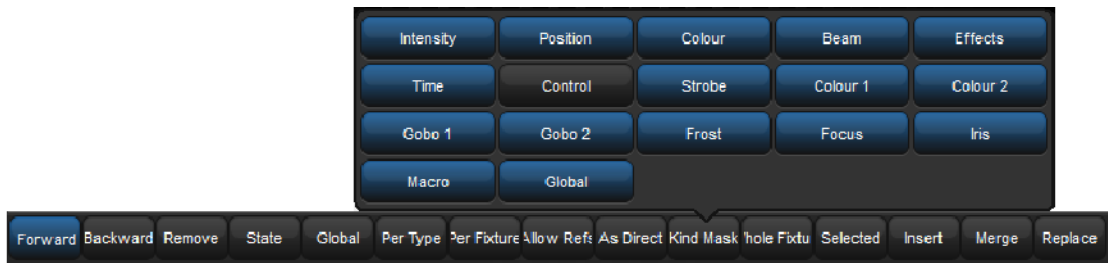 Intensity Position Colour Beam Effects
Time Control Strobe Colour 1 Colour 2
Gobo 1 Gobo 2 Frost Focus Iris
Macro Global
Forward Backward Remove State Global Per Type Per Fixture Allow Refs As Direct Kind Mask hole Fixtu Selected Insert Merge Replace